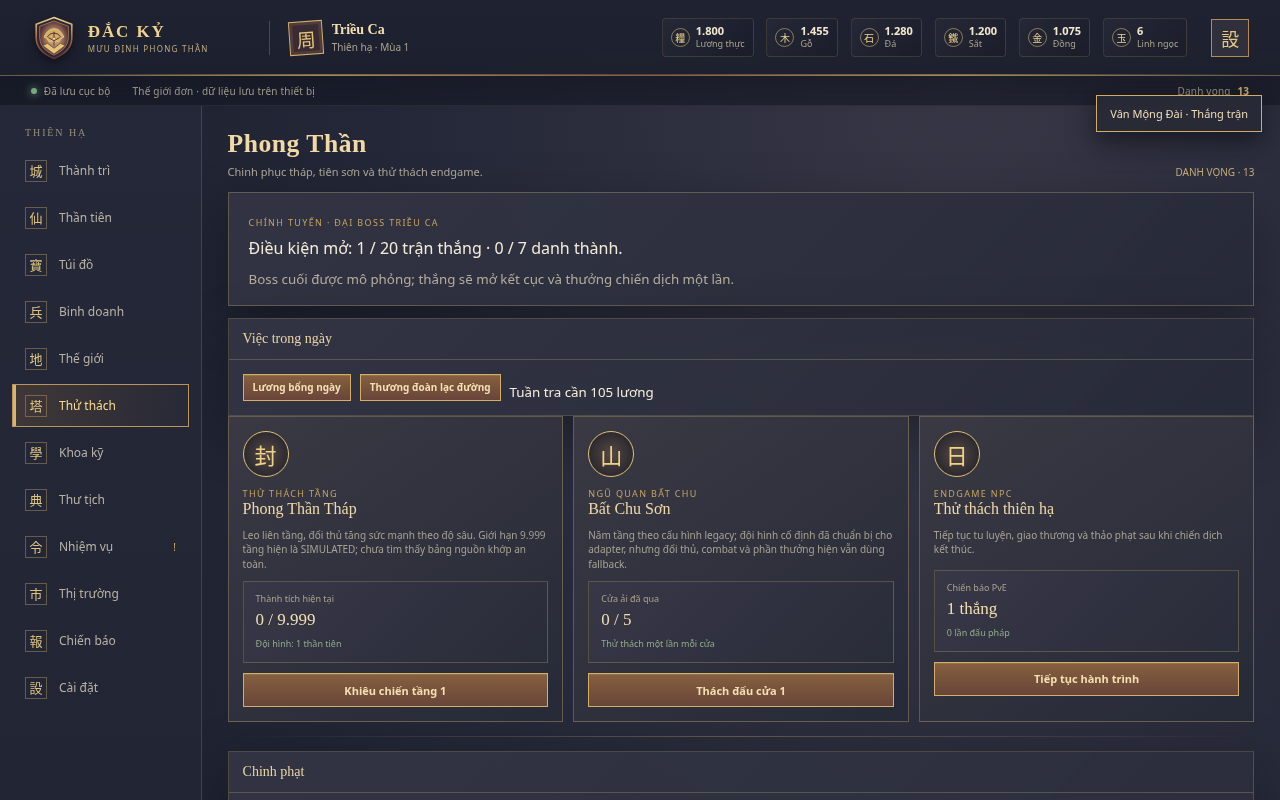 ĐẮC KỶ
MƯU ĐỊNH PHONG THẦN
周
Triều Ca
Thiên hạ · Mùa 1
糧 1.800 Lương thực
木 1.455 Gỗ
石 1.280 Đá
鐵 1.200 Sắt
金 1.075 Đồng
玉 6 Linh ngọc
設
Đã lưu cục bộ
Thế giới đơn · dữ liệu lưu trên thiết bị
Danh vọng 13
Vân Mộng Đài · Thắng trận
THIÊN HẠ
城 Thành trì
仙 Thần tiên
寶 Túi đồ
兵 Binh doanh
地 Thế giới
塔 Thử thách
學 Khoa kỹ
典 Thư tịch
令 Nhiệm vụ !
市 Thị trường
報 Chiến báo
設 Cài đặt
Phong Thần
Chinh phục tháp, tiên sơn và thử thách endgame.
DANH VỌNG · 13
CHÍNH TUYẾN · ĐẠI BOSS TRIỀU CA
Điều kiện mở: 1 / 20 trận thắng · 0 / 7 danh thành.
Boss cuối được mô phỏng; thắng sẽ mở kết cục và thưởng chiến dịch một lần.
Việc trong ngày
Lương bổng ngày
Thương đoàn lạc đường
Tuần tra cần 105 lương
封
THỬ THÁCH TẦNG
Phong Thần Tháp
Leo liên tầng, đối thủ tăng sức mạnh theo độ sâu. Giới hạn 9.999
tầng hiện là SIMULATED; chưa tìm thấy bảng nguồn khớp an
toàn.
Thành tích hiện tại
0 / 9.999
Đội hình: 1 thần tiên
Khiêu chiến tầng 1
山
NGŨ QUAN BẤT CHU
Bất Chu Sơn
Năm tầng theo cấu hình legacy; đội hình cố định đã chuẩn bị cho
adapter, nhưng đối thủ, combat và phần thưởng hiện vẫn dùng
fallback.
Cửa ải đã qua
0 / 5
Thử thách một lần mỗi cửa
Thách đấu cửa 1
日
ENDGAME NPC
Thử thách thiên hạ
Tiếp tục tu luyện, giao thương và thảo phạt sau khi chiến dịch
kết thúc.
Chiến báo PvE
1 thắng
0 lần đấu pháp
Tiếp tục hành trình
Chinh phạt